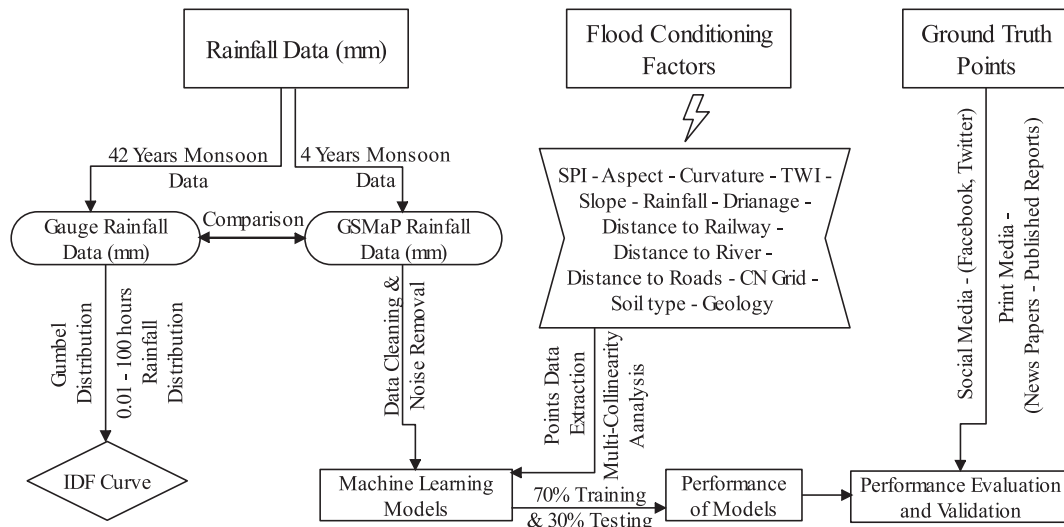 Rainfall Data (mm)
Flood Conditioning
Factors
Ground Truth
Points
42 Years Monsoon
Data
4 Years Monsoon
Data
Gauge Rainfall
Data (mm)
Comparison
GSMaP Rainfall
Data (mm)
SPI - Aspect - Curvature - TWI -
Slope - Rainfall - Drianage -
Distance to Railway -
Distance to River -
Distance to Roads - CN Grid -
Soil type - Geology
Gumbel
Distribution
0.01 - 100 hours
Rainfall
Distribution
Data Cleaning &
Noise Removal
Points Data
Extraction
Multi-Collinearity
Aanalysis
Social Media - (Facebook, Twitter)
Print Media -
(News Papers - Published Reports)
IDF Curve
Machine Learning
Models
70% Training
& 30% Testing
Performance
of Models
Performance Evaluation
and Validation